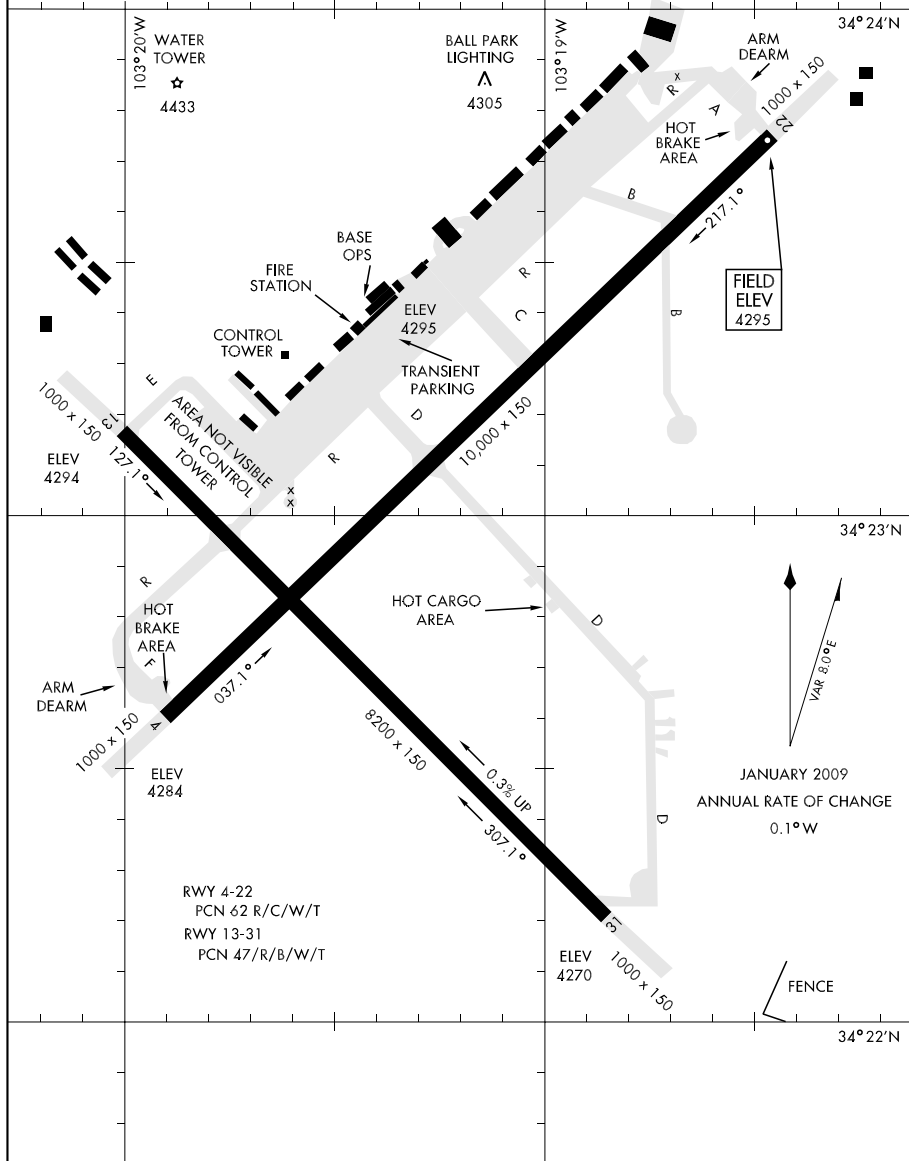 103°20'W
WATER
TOWER
4433
BALL PARK
LIGHTING
4305
103°19'W
34°24'N
ARM
DEARM
1000 x 150
22
R
x
A
HOT
BRAKE
AREA
B
217.1°
BASE
OPS
FIRE
STATION
R
FIELD
ELEV
4295
ELEV
4295
C
B
CONTROL
TOWER
TRANSIENT
PARKING
E
D
1000 x 150
13
AREA NOT VISIBLE
FROM CONTROL
TOWER
10,000 x 150
ELEV
4294
127.1°
R
x
x
34°23'N
R
HOT
BRAKE
AREA
HOT CARGO
AREA
D
F
VAR 8.0°E
ARM
DEARM
037.1°
1000 x 150
4
8200 x 150
ELEV
4284
0.3% UP
JANUARY 2009
ANNUAL RATE OF CHANGE
0.1°W
D
307.1°
RWY 4-22
PCN 62 R/C/W/T
RWY 13-31
PCN 47/R/B/W/T
31
ELEV
4270
1000 x 150
FENCE
34°22'N